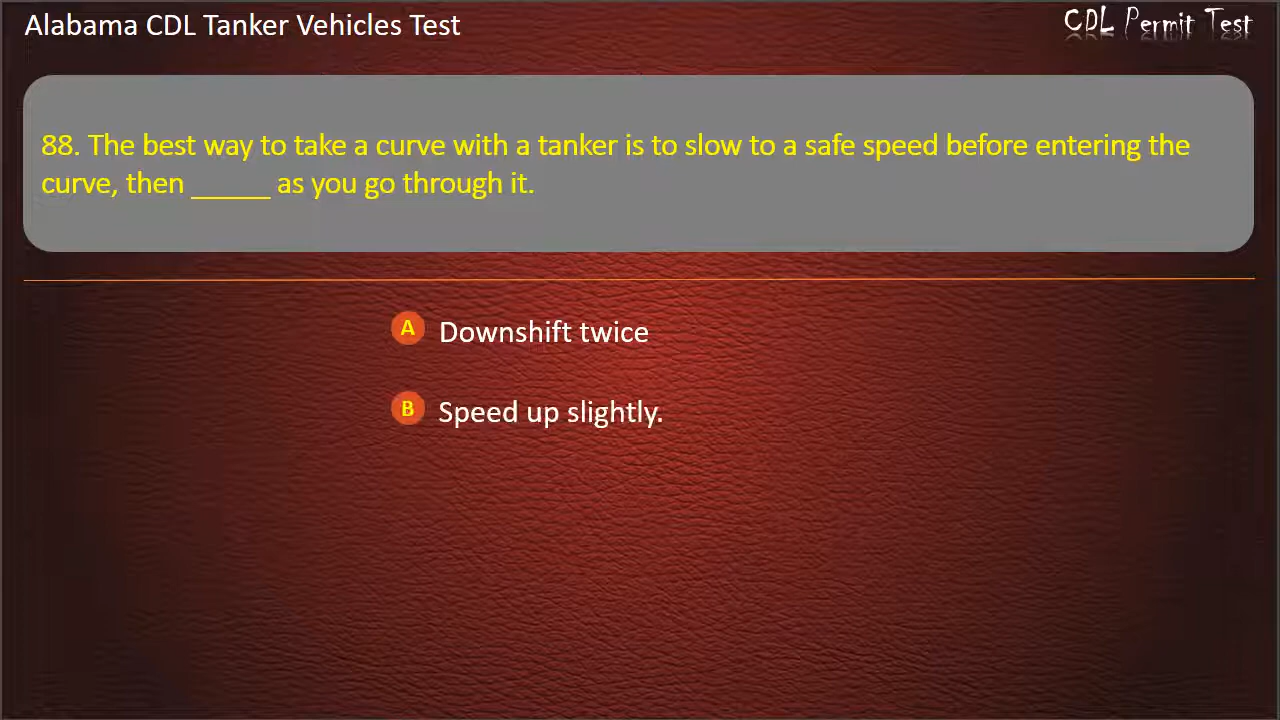 Alabama CDL Tanker Vehicles Test
CDL Permit Test
88. The best way to take a curve with a tanker is to slow to a safe speed before entering the
curve, then _____ as you go through it.
A Downshift twice
B Speed up slightly.